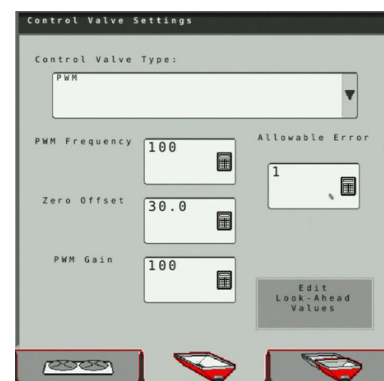 Control Valve Settings
Control Valve Type:
PWM
PWM Frequency
100
Allowable Error
1
%
Zero Offset
30.0
PWM Gain
100
Edit
Look-Ahead
Values